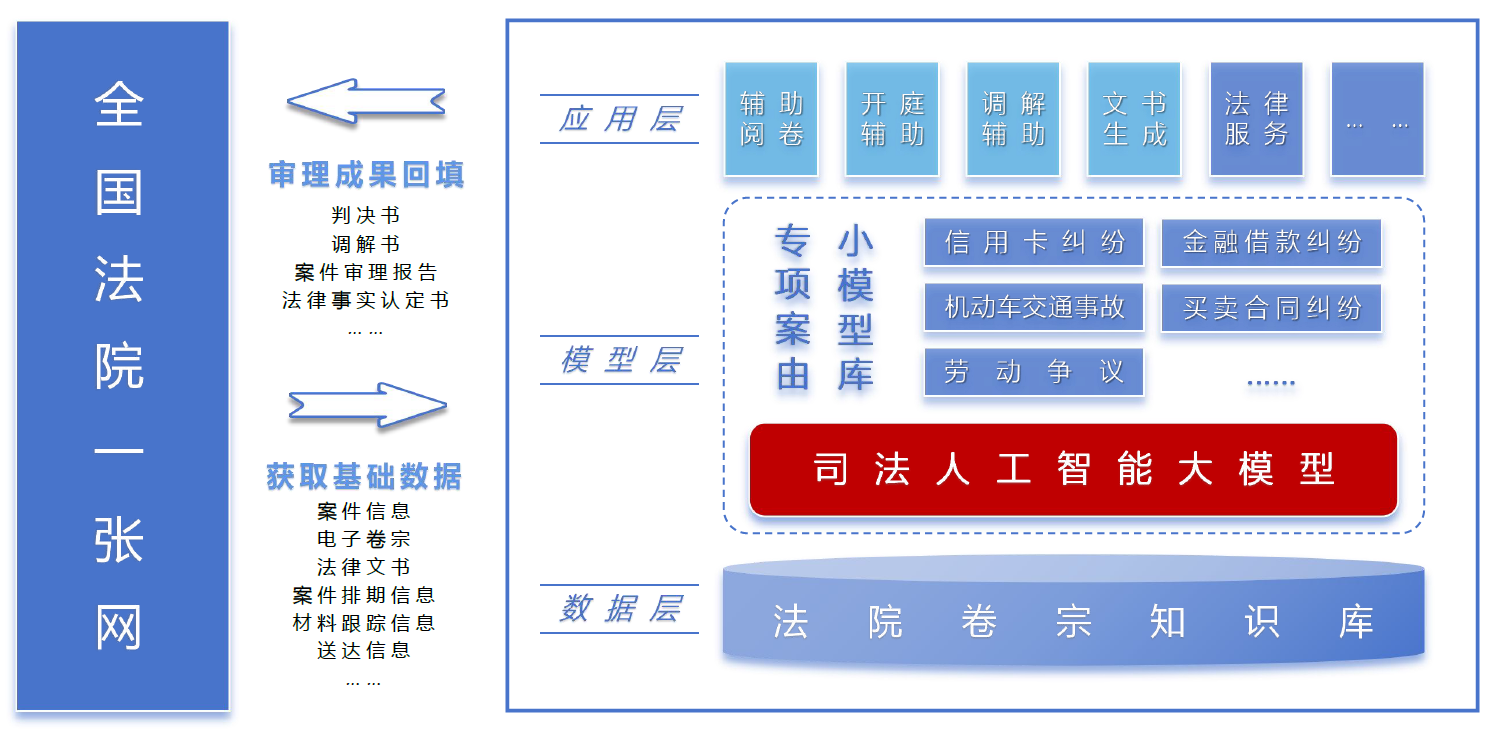 全国法院一张网
审理成果回填
判决书
调解书
案件审理报告
法律事实认定书
... ...
获取基础数据
案件信息
电子卷宗
法律文书
案件排期信息
材料跟踪信息
送达信息
... ...
应用层
辅助
阅卷
开庭
辅助
调解
辅助
文书
生成
法律
服务
... ...
模型层
专项案由
小模型库
信用卡纠纷
金融借款纠纷
机动车交通事故
买卖合同纠纷
劳动争议
......
司法人工智能大模型
数据层
法院卷宗知识库